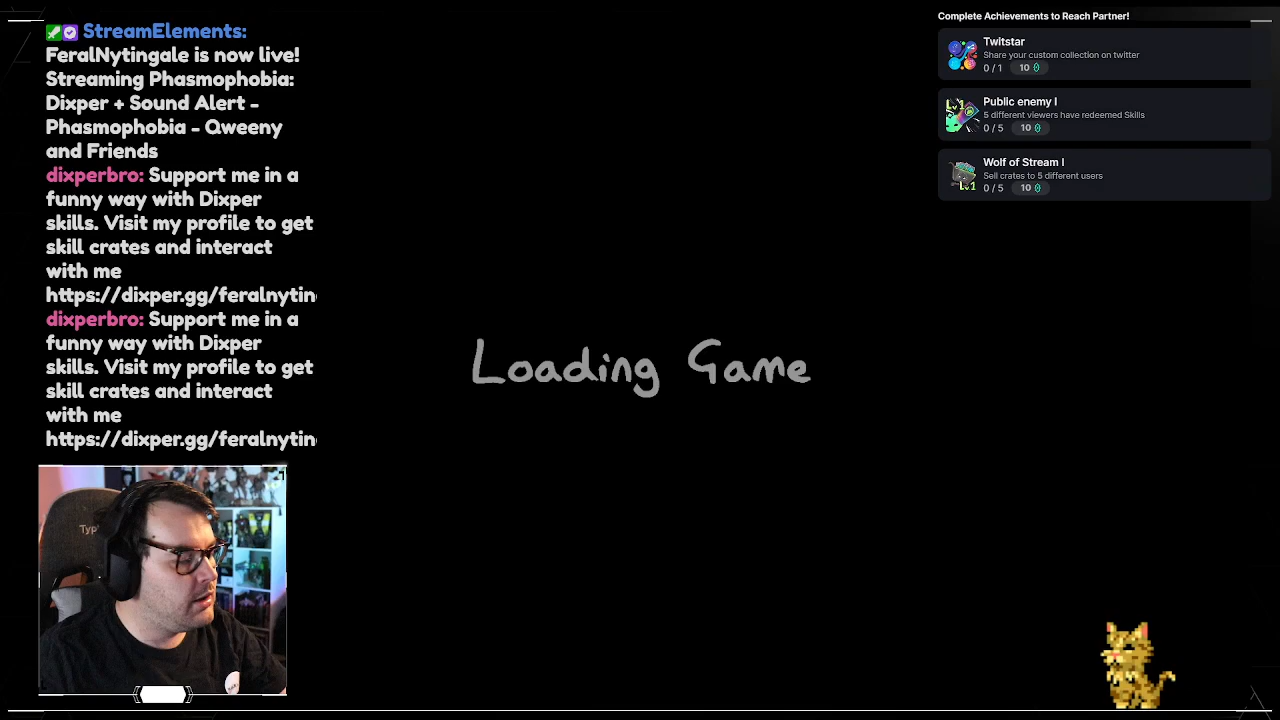 StreamElements:
FeralNytingale is now live!
Streaming Phasmophobia:
Dixper + Sound Alert -
Phasmophobia - Qweeny
and Friends
dixperbro: Support me in a
funny way with Dixper
skills. Visit my profile to get
skill crates and interact
with me
https://dixper.gg/feralnytin
dixperbro: Support me in a
funny way with Dixper
skills. Visit my profile to get
skill crates and interact
with me
https://dixper.gg/feralnytin
Loading Game
Complete Achievements to Reach Partner!
Twitstar
Share your custom collection on twitter
0 / 1 10
Public enemy I
5 different viewers have redeemed Skills
0 / 5 10
Lv1
Wolf of Stream I
Sell crates to 5 different users
0 / 5 10